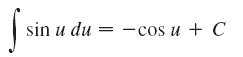 ∫ sin u du = −cos u + C